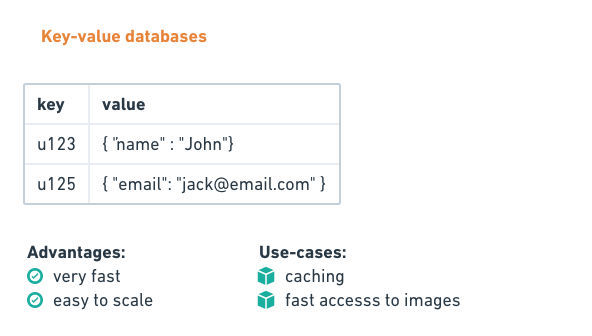 Key-value databases
key value
u123 { "name" : "John"}
u125 { "email": "jack@email.com" }
Advantages: Use-cases:
very fast caching
easy to scale fast accesss to images